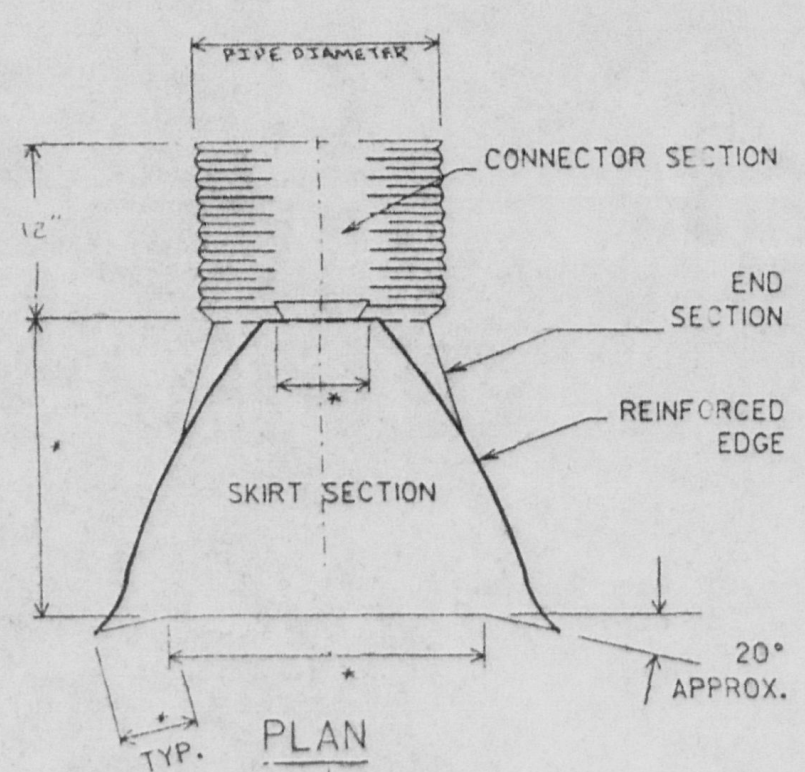 PIPE DIAMETER
CONNECTOR SECTION
12"
END
SECTION
*
*
REINFORCED
EDGE
SKIRT SECTION
*
20°
APPROX.
*
TYP.
PLAN